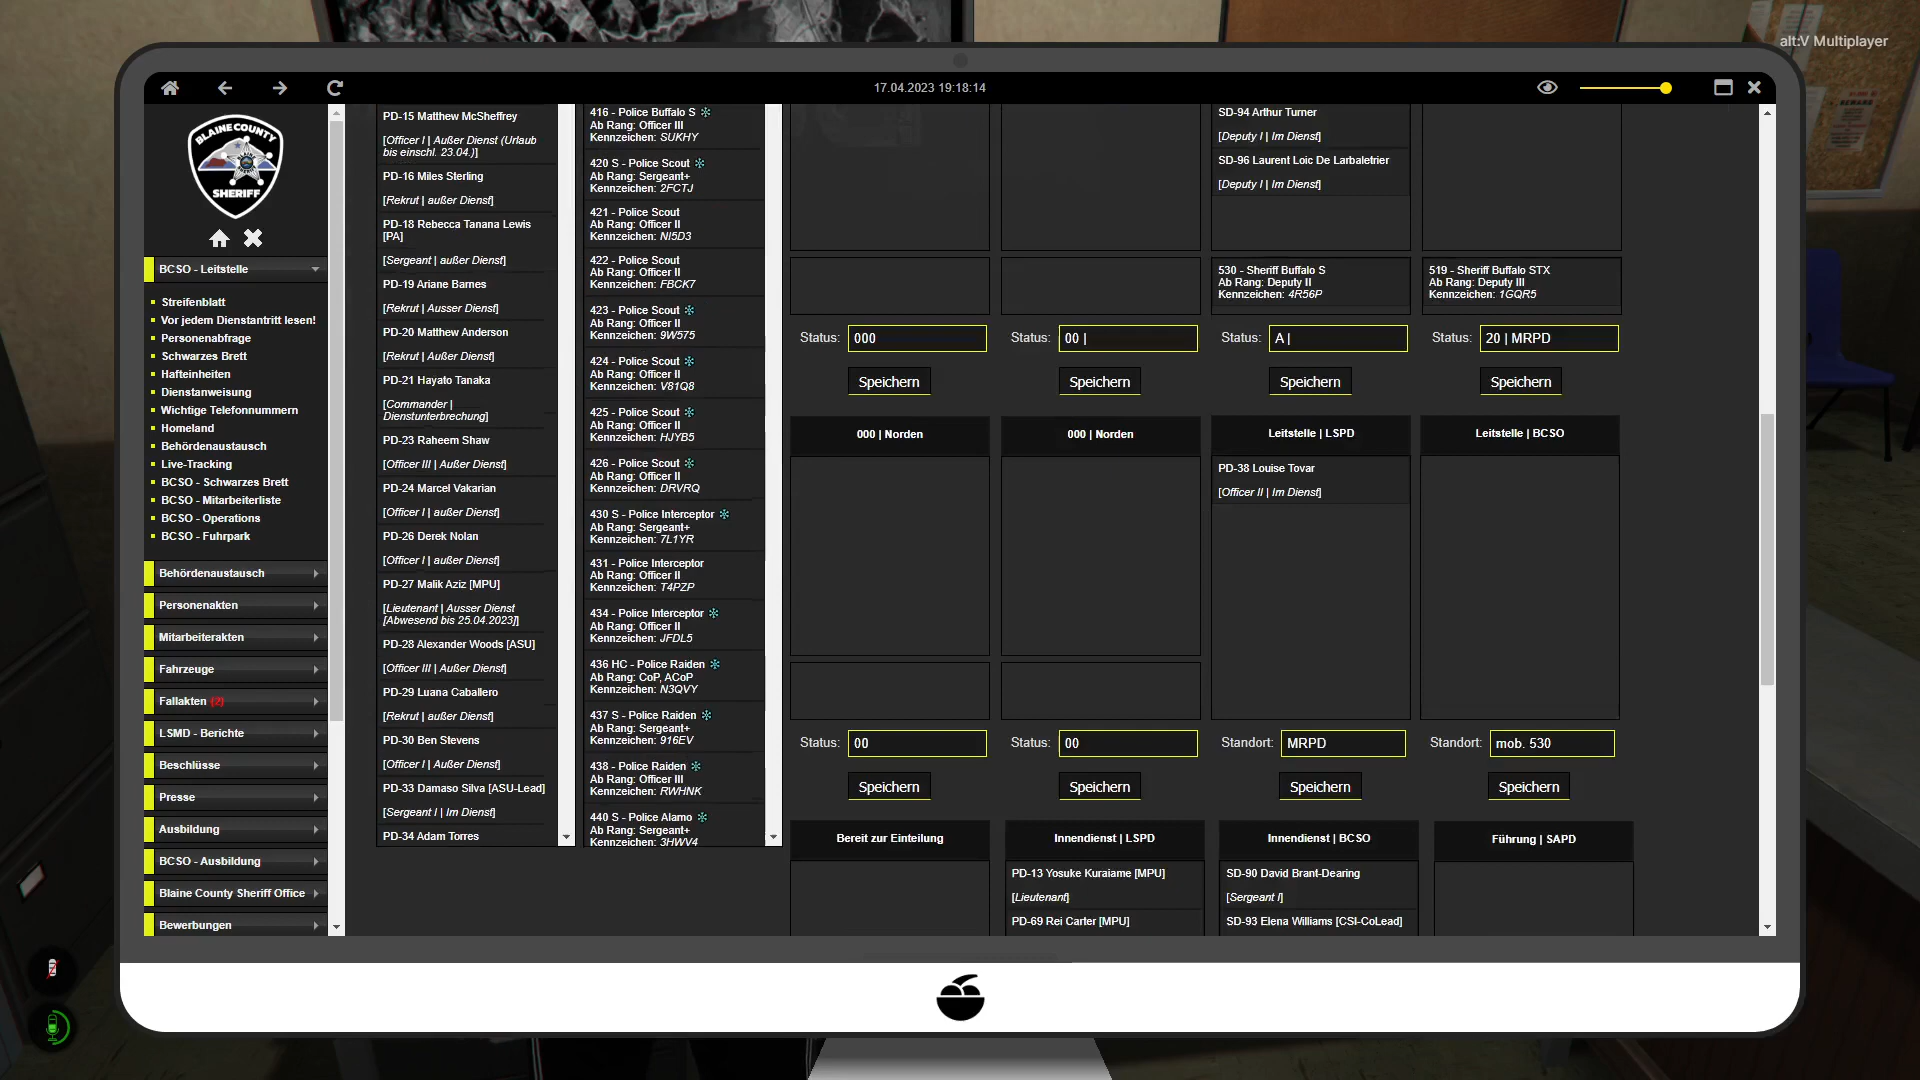 alt:V Multiplayer
17.04.2023 19:18:14
BLAINE COUNTY
SHERIFF
BCSO - Leitstelle
Streifenblatt
Vor jedem Dienstantritt lesen!
Personenabfrage
Schwarzes Brett
Hafteinheiten
Dienstanweisung
Wichtige Telefonnummern
Homeland
Behördenaustausch
Live-Tracking
BCSO - Schwarzes Brett
BCSO - Mitarbeiterliste
BCSO - Operations
BCSO - Fuhrpark
Behördenaustausch
Personenakten
Mitarbeiterakten
Fahrzeuge
Fallakten (2)
LSMD - Berichte
Beschlüsse
Presse
Ausbildung
BCSO - Ausbildung
Blaine County Sheriff Office
Bewerbungen
PD-15 Matthew McSheffrey
[Officer I | Außer Dienst (Urlaub
bis einschl. 23.04.)]
PD-16 Miles Sterling
[Rekrut | außer Dienst]
PD-18 Rebecca Tanana Lewis
[PA]
[Sergeant | außer Dienst]
PD-19 Ariane Barnes
[Rekrut | Ausser Dienst]
PD-20 Matthew Anderson
[Rekrut | Außer Dienst]
PD-21 Hayato Tanaka
[Commander |
Dienstunterbrechung]
PD-23 Raheem Shaw
[Officer III | Außer Dienst]
PD-24 Marcel Vakarian
[Officer I | außer Dienst]
PD-26 Derek Nolan
[Officer I | außer Dienst]
PD-27 Malik Aziz [MPU]
[Lieutenant | Ausser Dienst
[Abwesend bis 25.04.2023]]
PD-28 Alexander Woods [ASU]
[Officer III | Außer Dienst]
PD-29 Luana Caballero
[Rekrut | außer Dienst]
PD-30 Ben Stevens
[Officer I | Außer Dienst]
PD-33 Damaso Silva [ASU-Lead]
[Sergeant I | Im Dienst]
PD-34 Adam Torres
416 - Police Buffalo S
Ab Rang: Officer III
Kennzeichen: SUKHY
420 S - Police Scout
Ab Rang: Sergeant+
Kennzeichen: 2FCTJ
421 - Police Scout
Ab Rang: Officer II
Kennzeichen: NI5D3
422 - Police Scout
Ab Rang: Officer II
Kennzeichen: FBCK7
423 - Police Scout
Ab Rang: Officer II
Kennzeichen: 9W575
424 - Police Scout
Ab Rang: Officer II
Kennzeichen: V81Q8
425 - Police Scout
Ab Rang: Officer II
Kennzeichen: HJYB5
426 - Police Scout
Ab Rang: Officer II
Kennzeichen: DRVRQ
430 S - Police Interceptor
Ab Rang: Sergeant+
Kennzeichen: 7L1YR
431 - Police Interceptor
Ab Rang: Officer II
Kennzeichen: T4PZP
434 - Police Interceptor
Ab Rang: Officer II
Kennzeichen: JFDL5
436 HC - Police Raiden
Ab Rang: CoP, ACoP
Kennzeichen: N3QVY
437 S - Police Raiden
Ab Rang: Sergeant+
Kennzeichen: 916EV
438 - Police Raiden
Ab Rang: Officer III
Kennzeichen: RWHNK
440 S - Police Alamo
Ab Rang: Sergeant+
Kennzeichen: 3HWV4
SD-94 Arthur Turner
[Deputy I | Im Dienst]
SD-96 Laurent Loic De Larbaletrier
[Deputy I | Im Dienst]
530 - Sheriff Buffalo S
Ab Rang: Deputy II
Kennzeichen: 4R56P
519 - Sheriff Buffalo STX
Ab Rang: Deputy III
Kennzeichen: 1GQR5
Status: 000
Status: 00 |
Status: A |
Status: 20 | MRPD
Speichern
Speichern
Speichern
Speichern
000 | Norden
000 | Norden
Leitstelle | LSPD
Leitstelle | BCSO
PD-38 Louise Tovar
[Officer II | Im Dienst]
Status: 00
Status: 00
Standort: MRPD
Standort: mob. 530
Speichern
Speichern
Speichern
Speichern
Bereit zur Einteilung
Innendienst | LSPD
Innendienst | BCSO
Führung | SAPD
PD-13 Yosuke Kuraiame [MPU]
[Lieutenant]
PD-69 Rei Carter [MPU]
SD-90 David Brant-Dearing
[Sergeant I]
SD-93 Elena Williams [CSI-CoLead]